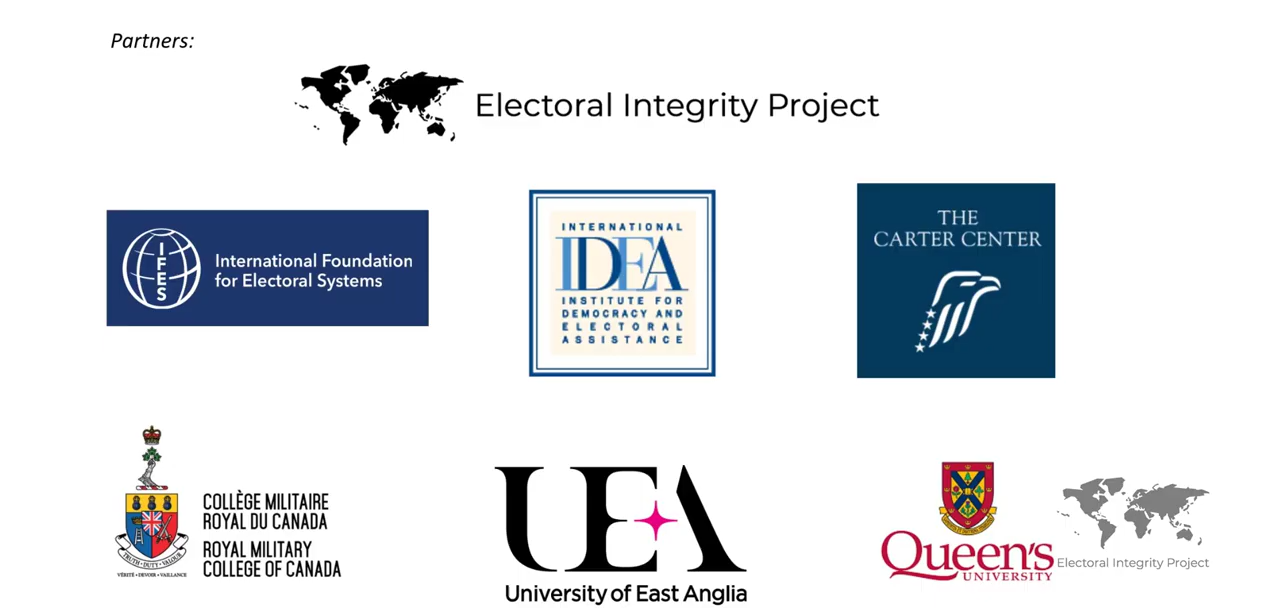 Partners:
Electoral Integrity Project
IFES
International Foundation
for Electoral Systems
INTERNATIONAL
IDEA
INSTITUTE FOR
DEMOCRACY AND
ELECTORAL
ASSISTANCE
THE
CARTER CENTER
COLLÈGE MILITAIRE
ROYAL DU CANADA
ROYAL MILITARY
COLLEGE OF CANADA
TRUTH • DUTY • VALOUR
VÉRITÉ • DEVOIR • VAILLANCE
UEA
University of East Anglia
Queen's
UNIVERSITY
Electoral Integrity Project